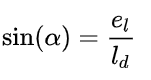 sin(α) = e_l / l_d